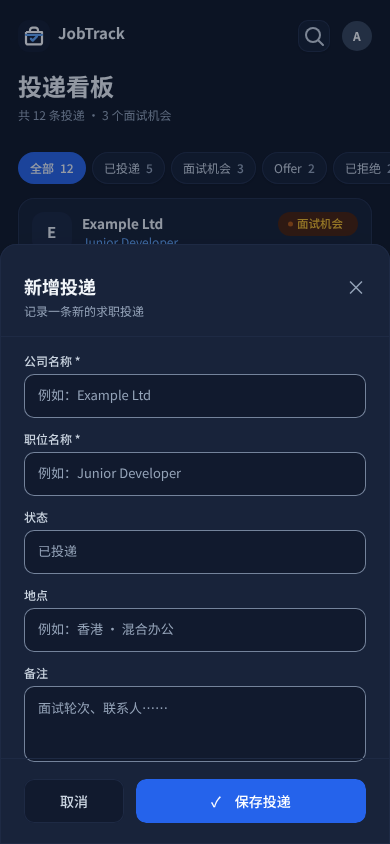 JobTrack
A
投递看板
共 12 条投递 · 3 个面试机会
全部 12
已投递 5
面试机会 3
Offer 2
已拒绝 2
E
Example Ltd
面试机会
Junior Developer
新增投递
记录一条新的求职投递
公司名称 *
例如：Example Ltd
职位名称 *
例如：Junior Developer
状态
已投递
地点
例如：香港 · 混合办公
备注
面试轮次、联系人……
取消
✓ 保存投递